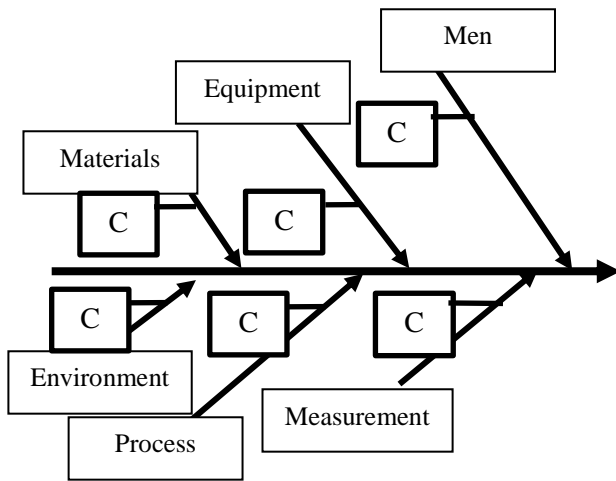 Men
Equipment
C
Materials
C
C
C
C
C
Environment
Measurement
Process